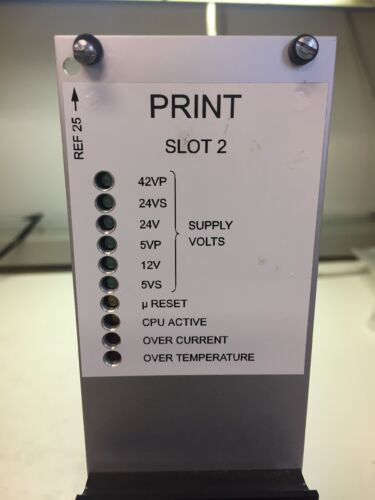 REF 25
PRINT
SLOT 2
42VP
24VS
24V
5VP
12V
5VS
SUPPLY
VOLTS
μ RESET
CPU ACTIVE
OVER CURRENT
OVER TEMPERATURE